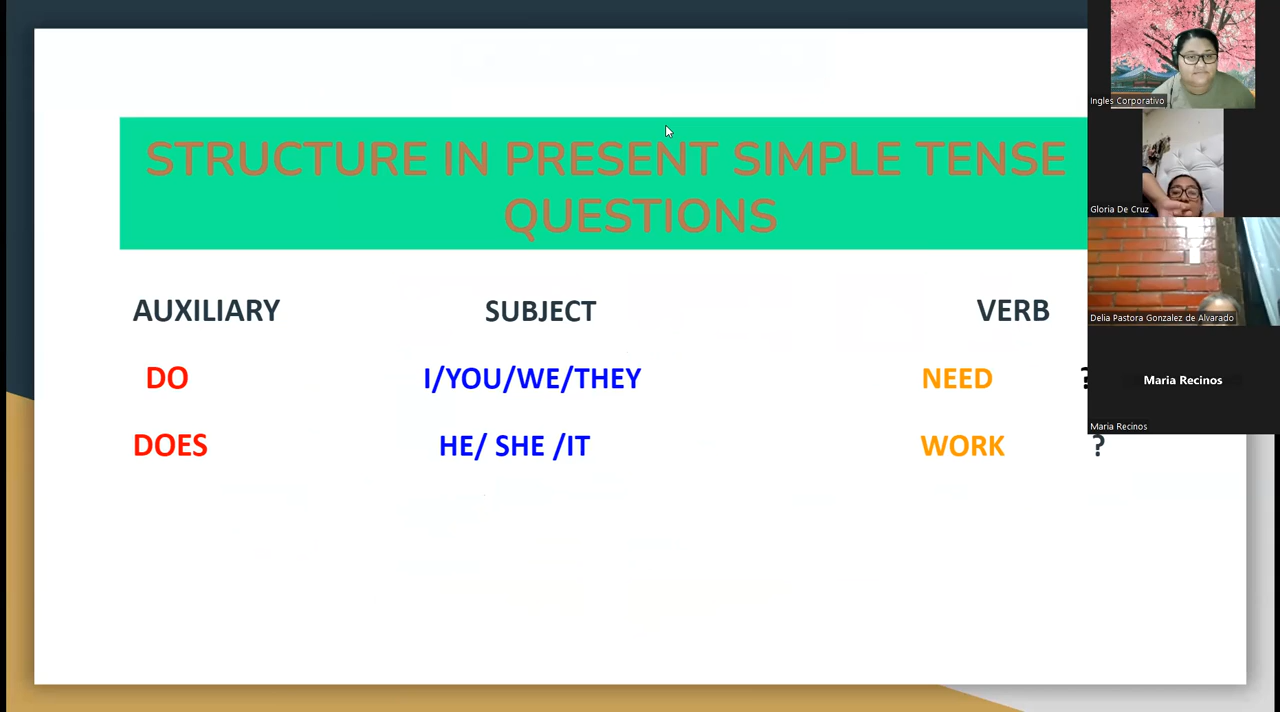 STRUCTURE IN PRESENT SIMPLE TENSE
QUESTIONS
AUXILIARY SUBJECT VERB
DO I/YOU/WE/THEY NEED ?
DOES HE/ SHE /IT WORK ?
Ingles Corporativo
Gloria De Cruz
Delia Pastora Gonzalez de Alvarado
Maria Recinos
Maria Recinos